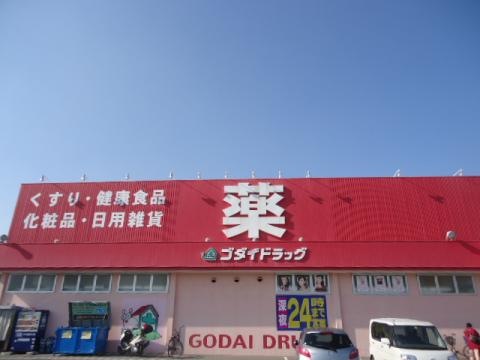 くすり・健康食品
化粧品・日用雑貨
薬
ゴダイドラッグ
深夜
24時
まで
GODAI DRU